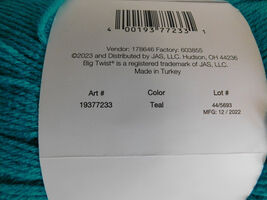 4 00193 77233 1
Vendor: 178646 Factory: 603855
©2023 and Distributed by JAS, LLC. Hudson, OH 44236
Big Twist® is a registered trademark of JAS, LLC.
Made in Turkey
Art # Color Lot #
19377233 Teal 44/5693
MFG: 12 / 2022